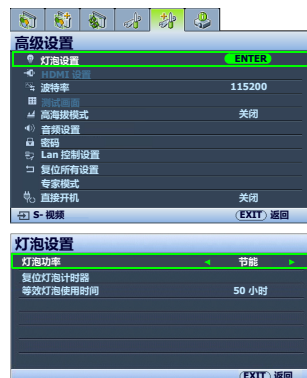 高级设置
灯泡设置 ENTER
HDMI 设置
波特率 115200
测试画面
高海拔模式 关闭
音频设置
密码
Lan 控制设置
复位所有设置
专家模式
直接开机 关闭
S- 视频 EXIT 返回
灯泡设置
灯泡功率 节能
复位灯泡计时器
等效灯泡使用时间 50 小时
EXIT 返回